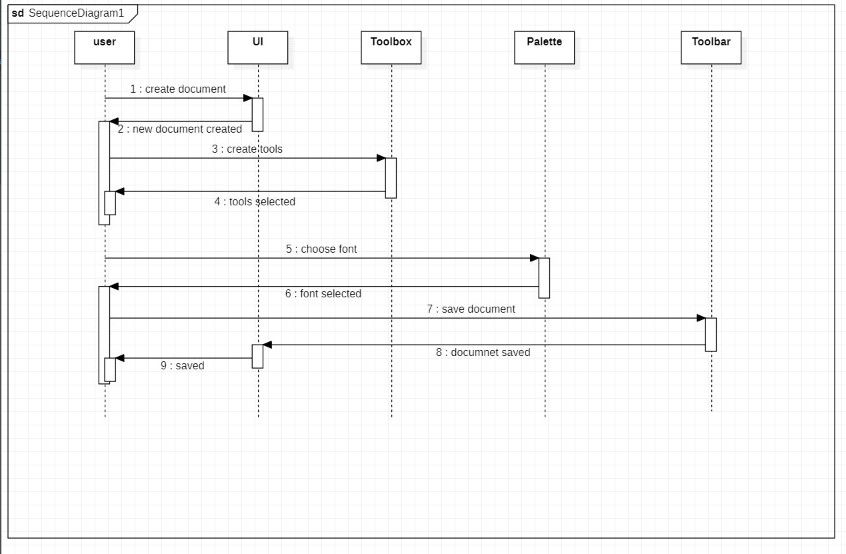 sd SequenceDiagram1
user UI Toolbox Palette Toolbar
1 : create document
2 : new document created
3 : create tools
4 : tools selected
5 : choose font
6 : font selected
7 : save document
8 : documnet saved
9 : saved